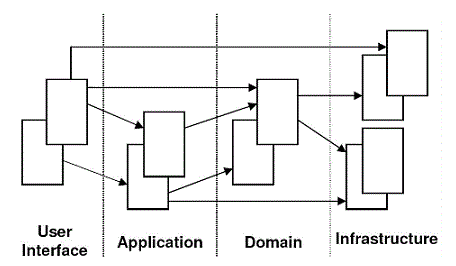 User
Interface
Application
Domain
Infrastructure